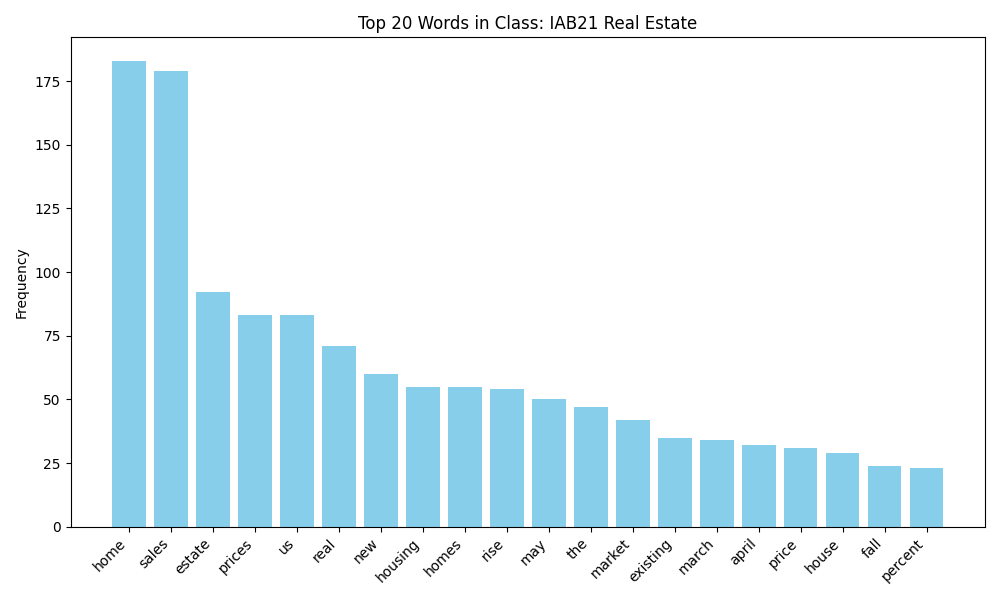 Top 20 Words in Class: IAB21 Real Estate
Frequency
175
150
125
100
75
50
25
0
home
sales
estate
prices
us
real
new
housing
homes
rise
may
the
market
existing
march
april
price
house
fall
percent